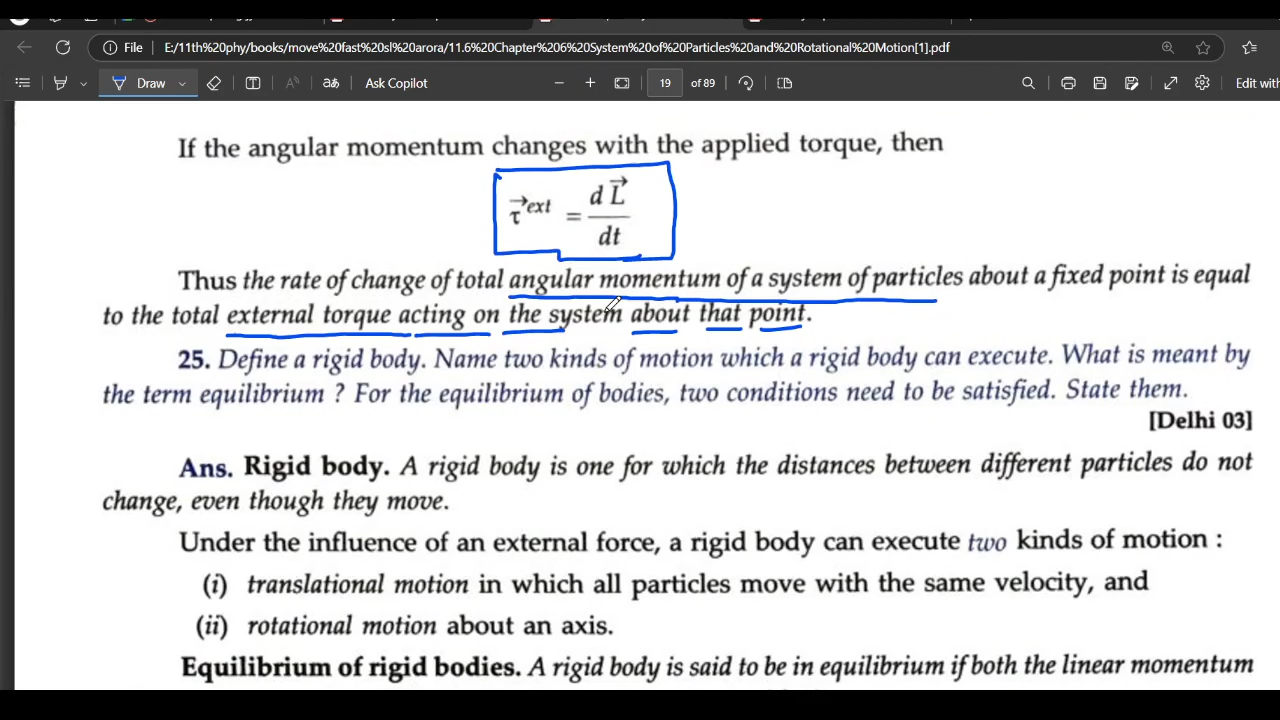 File
E:/11th%20phy/books/move%20fast%20sl%20arora/11.6%20Chapter%206%20System%20of%20Particles%20and%20Rotational%20Motion[1].pdf
Draw
aあ
Ask Copilot
19 of 89
Edit with
If the angular momentum changes with the applied torque, then
τ⃗ ext = d L⃗ / dt
Thus the rate of change of total angular momentum of a system of particles about a fixed point is equal
to the total external torque acting on the system about that point.
25. Define a rigid body. Name two kinds of motion which a rigid body can execute. What is meant by
the term equilibrium ? For the equilibrium of bodies, two conditions need to be satisfied. State them.
[Delhi 03]
Ans. Rigid body. A rigid body is one for which the distances between different particles do not
change, even though they move.
Under the influence of an external force, a rigid body can execute two kinds of motion :
(i) translational motion in which all particles move with the same velocity, and
(ii) rotational motion about an axis.
Equilibrium of rigid bodies. A rigid body is said to be in equilibrium if both the linear momentum